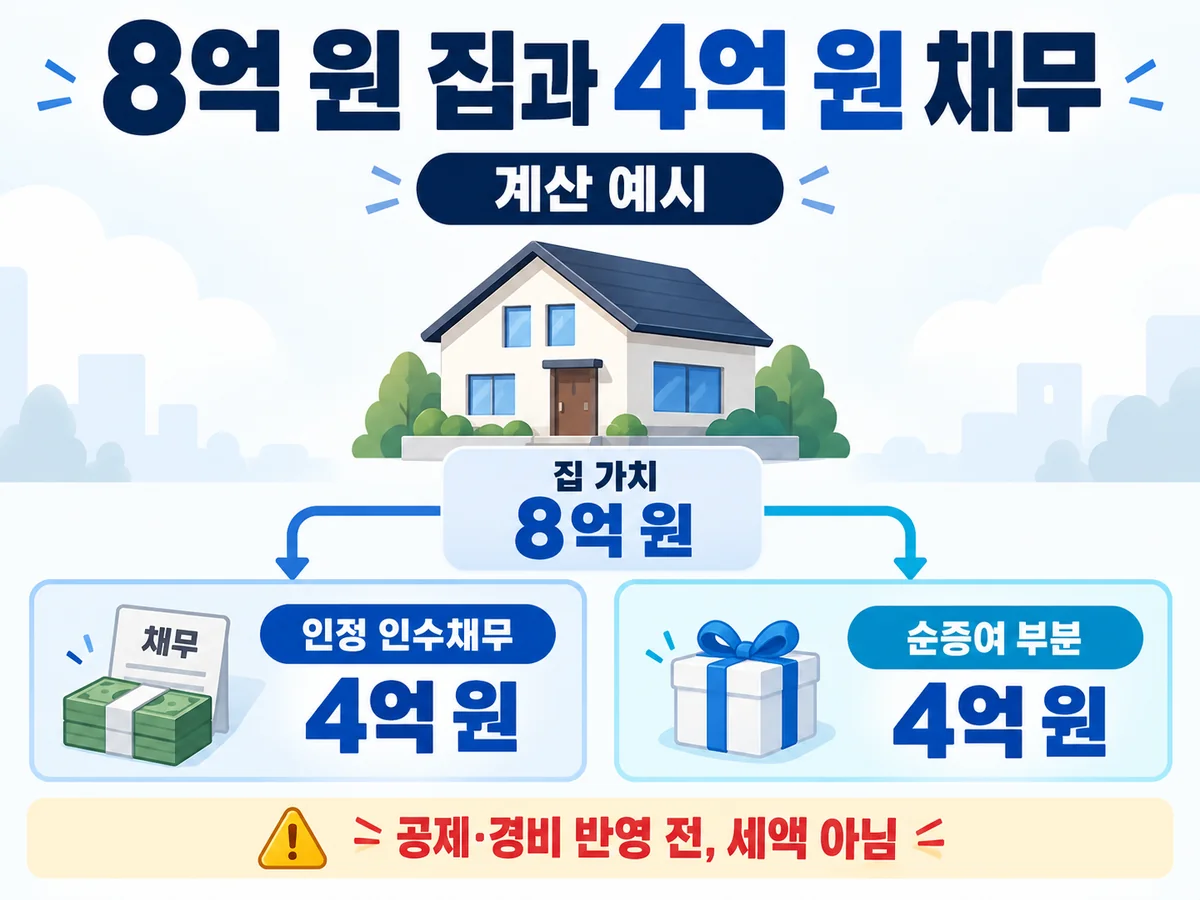 8억 원 집과 4억 원 채무
계산 예시
집 가치
8억 원
채무
인정 인수채무
4억 원
순증여 부분
4억 원
공제·경비 반영 전, 세액 아님